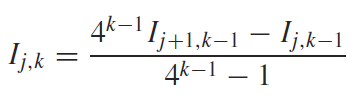 I_{j,k} = \frac{4^{k-1} I_{j+1,k-1} - I_{j,k-1}}{4^{k-1} - 1}